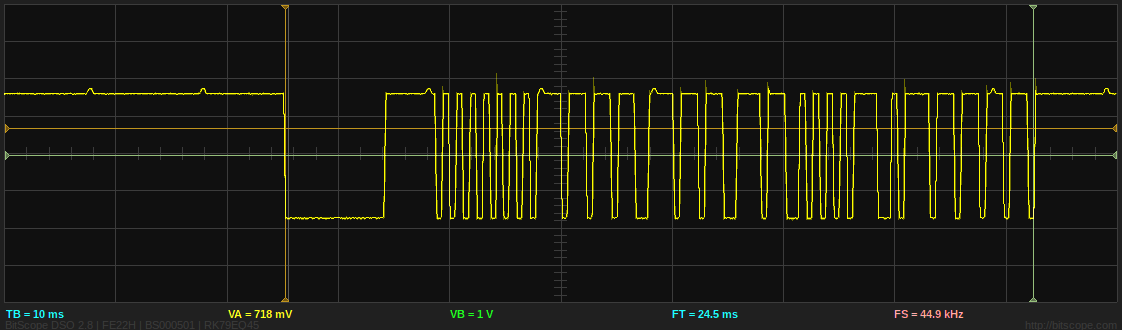 TB = 10 ms VA = 718 mV VB = 1 V FT = 24.5 ms FS = 44.9 kHz
BitScope DSO 2.8 | FE22H | BS000501 | RK79EO45 http://bitscope.com